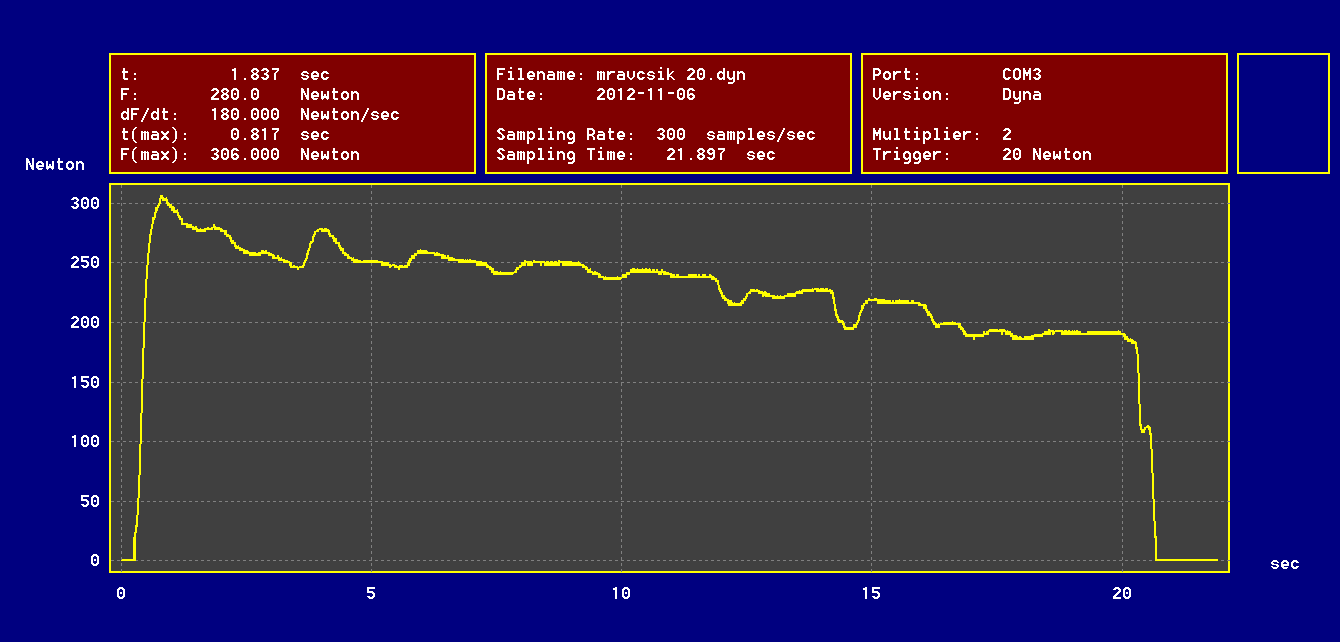 t: 1.837 sec
F: 280.0 Newton
dF/dt: 180.000 Newton/sec
t(max): 0.817 sec
F(max): 306.000 Newton
Filename: mravcsik 20.dyn
Date: 2012-11-06
Sampling Rate: 300 samples/sec
Sampling Time: 21.897 sec
Port: COM3
Version: Dyna
Multiplier: 2
Trigger: 20 Newton
Newton
300
250
200
150
100
50
0
sec
0 5 10 15 20